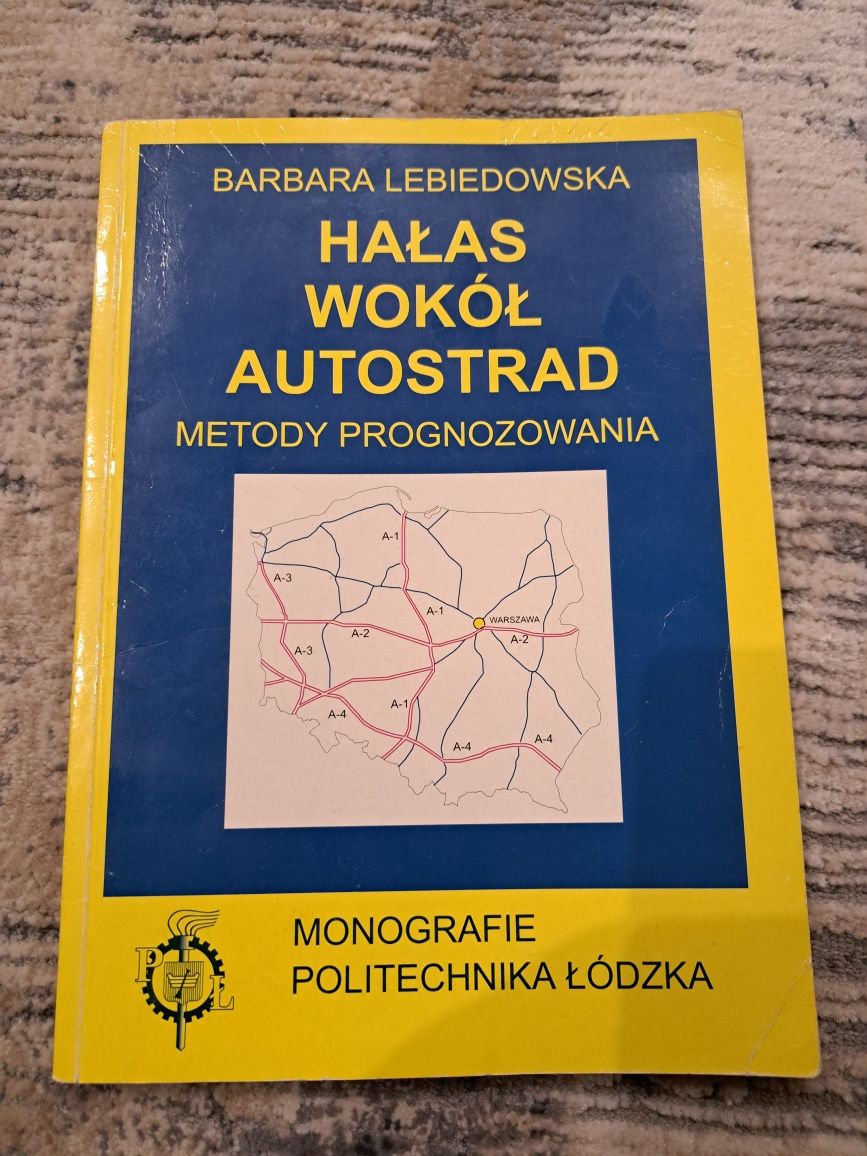 BARBARA LEBIEDOWSKA
HAŁAS
WOKÓŁ
AUTOSTRAD
METODY PROGNOZOWANIA
A-1
A-3
A-1
WARSZAWA
A-2
A-2
A-3
A-1
A-4
A-4
A-4
P
Ł
MONOGRAFIE
POLITECHNIKA ŁÓDZKA